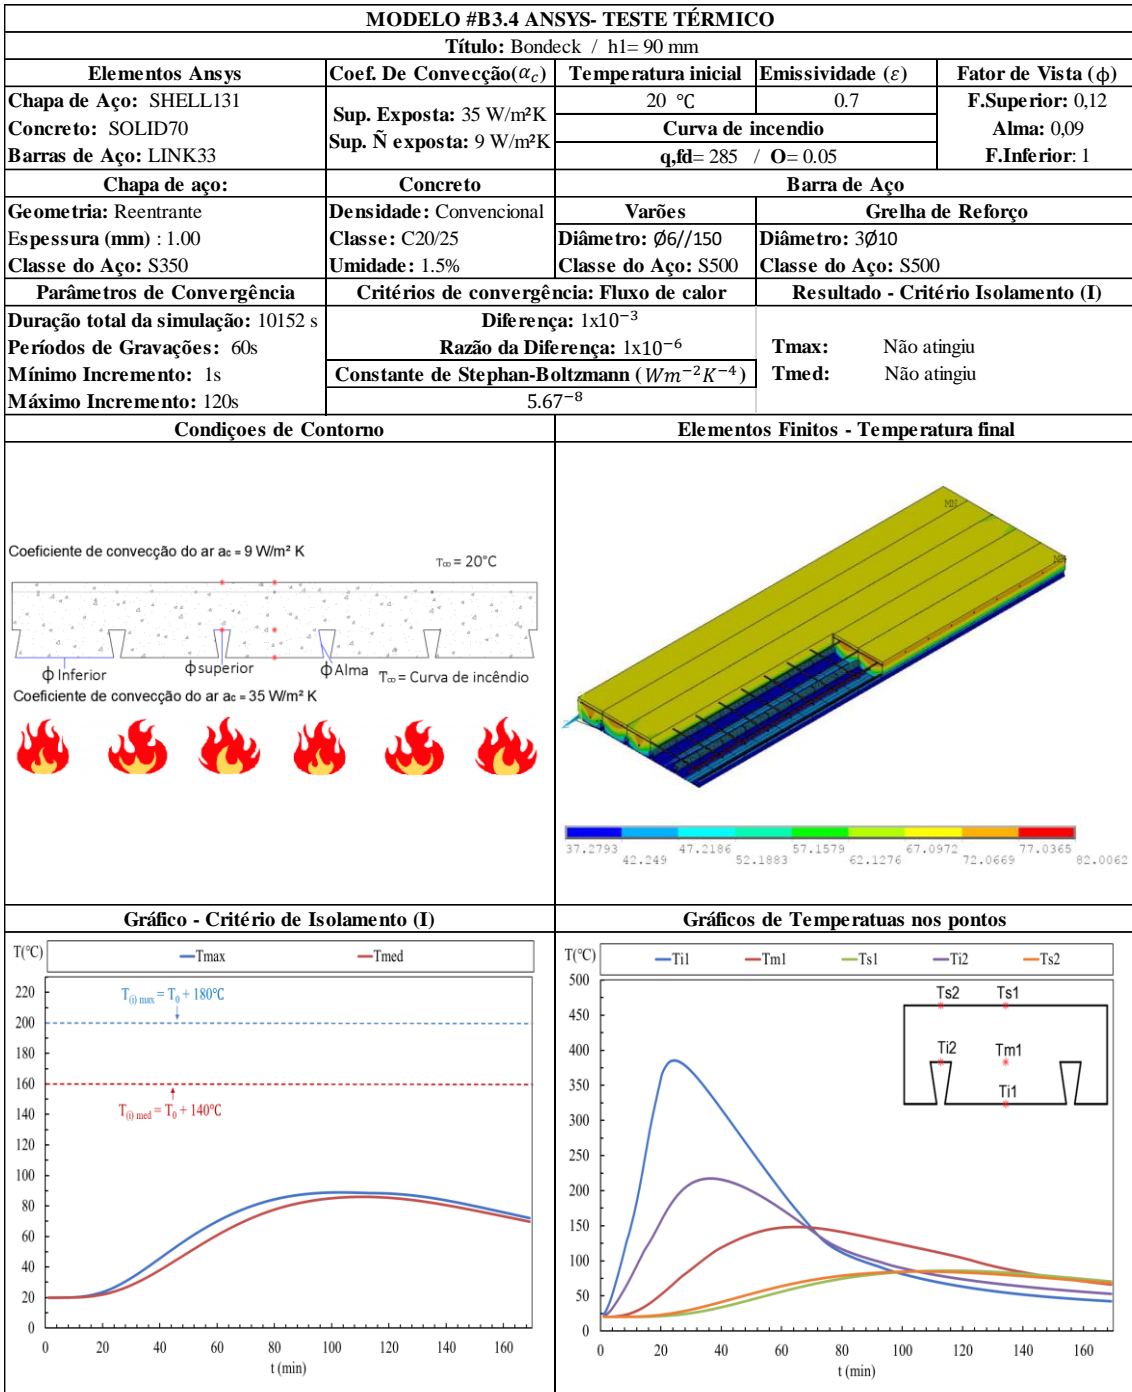 MODELO #B3.4 ANSYS- TESTE TÉRMICO
Título: Bondeck / h1= 90 mm
Elementos Ansys
Chapa de Aço: SHELL131
Concreto: SOLID70
Barras de Aço: LINK33
Coef. De Convecção(α_c)
Sup. Exposta: 35 W/m²K
Sup. Ñ exposta: 9 W/m²K
Temperatura inicial
20 °C
Emissividade (ε)
0.7
Curva de incendio
q,fd= 285 / O= 0.05
Fator de Vista (ϕ)
F.Superior: 0,12
Alma: 0,09
F.Inferior: 1
Chapa de aço:
Geometria: Reentrante
Espessura (mm) : 1.00
Classe do Aço: S350
Concreto
Densidade: Convencional
Classe: C20/25
Umidade: 1.5%
Barra de Aço
Varões
Diâmetro: Ø6//150
Classe do Aço: S500
Grelha de Reforço
Diâmetro: 3Ø10
Classe do Aço: S500
Parâmetros de Convergência
Duração total da simulação: 10152 s
Períodos de Gravações: 60s
Mínimo Incremento: 1s
Máximo Incremento: 120s
Critérios de convergência: Fluxo de calor
Diferença: 1x10⁻³
Razão da Diferença: 1x10⁻⁶
Constante de Stephan-Boltzmann (Wm⁻²K⁻⁴)
5.67⁻⁸
Resultado - Critério Isolamento (I)
Tmax: Não atingiu
Tmed: Não atingiu
Condiçoes de Contorno
Coeficiente de convecção do ar ac = 9 W/m² K
T∞ = 20°C
ϕ Inferior
ϕsuperior
ϕAlma
T∞ = Curva de incêndio
Coeficiente de convecção do ar ac = 35 W/m² K
Elementos Finitos - Temperatura final
MN
MX
Z
37.2793 47.2186 57.1579 67.0972 77.0365
42.249 52.1883 62.1276 72.0669 82.0062
Gráfico - Critério de Isolamento (I)
T(°C)
Tmax Tmed
220
T(i) max = T0 + 180°C
200
180
160
T(i) med = T0 + 140°C
140
120
100
80
60
40
20
0
0 20 40 60 80 100 120 140 160
t (min)
Gráficos de Temperatuas nos pontos
T(°C)
Ti1 Tm1 Ts1 Ti2 Ts2
500
450
400
350
300
250
200
150
100
50
0
Ts2 Ts1
Ti2 Tm1
Ti1
0 20 40 60 80 100 120 140 160
t (min)